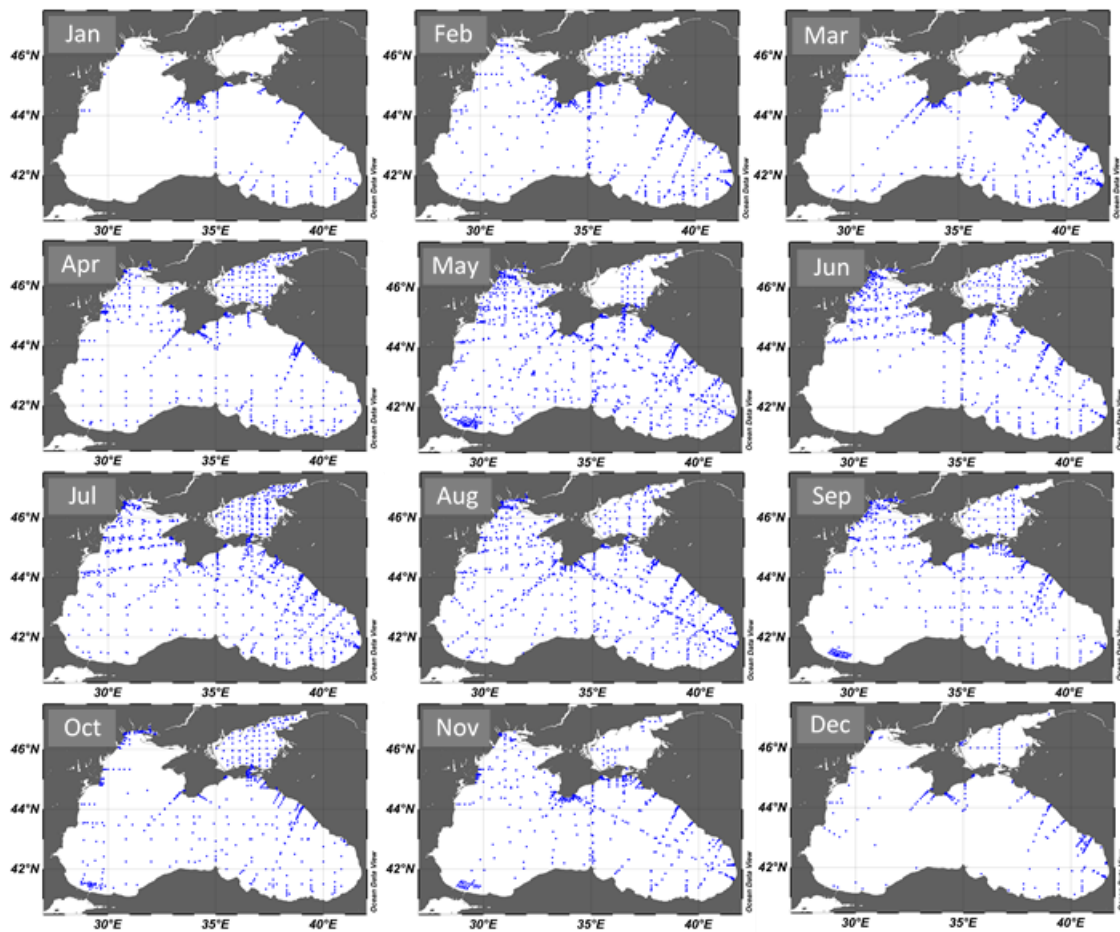 Jan Feb Mar
46°N 46°N 46°N
44°N 44°N 44°N
42°N 42°N 42°N
Ocean Data View Ocean Data View Ocean Data View
30°E 35°E 40°E 30°E 35°E 40°E 30°E 35°E 40°E
Apr May Jun
46°N 46°N 46°N
44°N 44°N 44°N
42°N 42°N 42°N
Ocean Data View Ocean Data View Ocean Data View
30°E 35°E 40°E 30°E 35°E 40°E 30°E 35°E 40°E
Jul Aug Sep
46°N 46°N 46°N
44°N 44°N 44°N
42°N 42°N 42°N
Ocean Data View Ocean Data View Ocean Data View
30°E 35°E 40°E 30°E 35°E 40°E 30°E 35°E 40°E
Oct Nov Dec
46°N 46°N 46°N
44°N 44°N 44°N
42°N 42°N 42°N
Ocean Data View Ocean Data View Ocean Data View
30°E 35°E 40°E 30°E 35°E 40°E 30°E 35°E 40°E